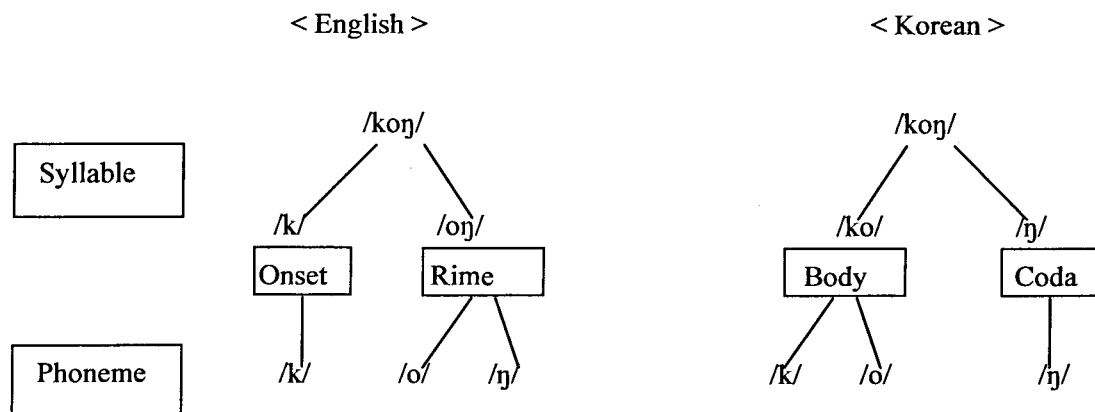 < English > < Korean >
/koŋ/ /koŋ/
Syllable
/k/ /oŋ/ /ko/ /ŋ/
Onset Rime Body Coda
Phoneme /k/ /o/ /ŋ/ /k/ /o/ /ŋ/